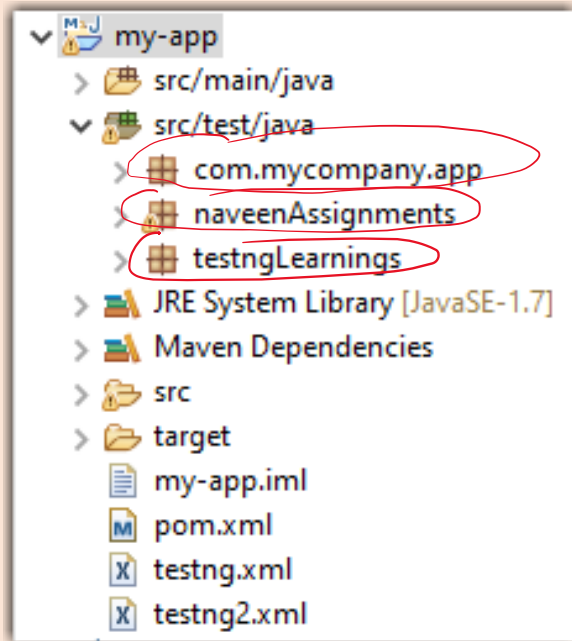 my-app
src/main/java
src/test/java
com.mycompany.app
naveenAssignments
testngLearnings
JRE System Library [JavaSE-1.7]
Maven Dependencies
src
target
my-app.iml
pom.xml
testng.xml
testng2.xml